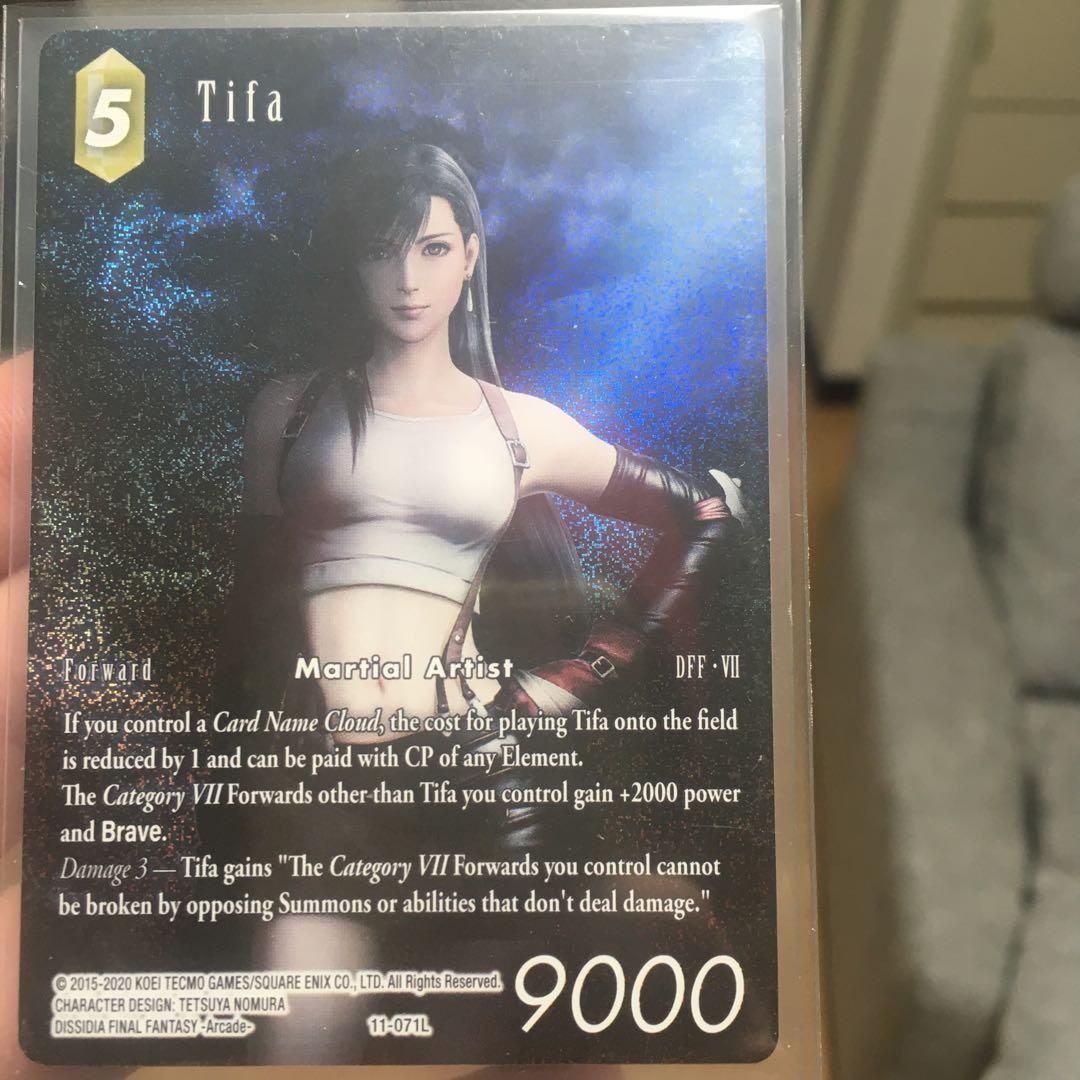 5
Tifa
Forward Martial Artist DFF・VII
If you control a Card Name Cloud, the cost for playing Tifa onto the field
is reduced by 1 and can be paid with CP of any Element.
The Category VII Forwards other than Tifa you control gain +2000 power
and Brave.
Damage 3 — Tifa gains "The Category VII Forwards you control cannot
be broken by opposing Summons or abilities that don't deal damage."
© 2015-2020 KOEI TECMO GAMES/SQUARE ENIX CO., LTD. All Rights Reserved.
CHARACTER DESIGN: TETSUYA NOMURA
DISSIDIA FINAL FANTASY -Arcade-
11-071L
9000